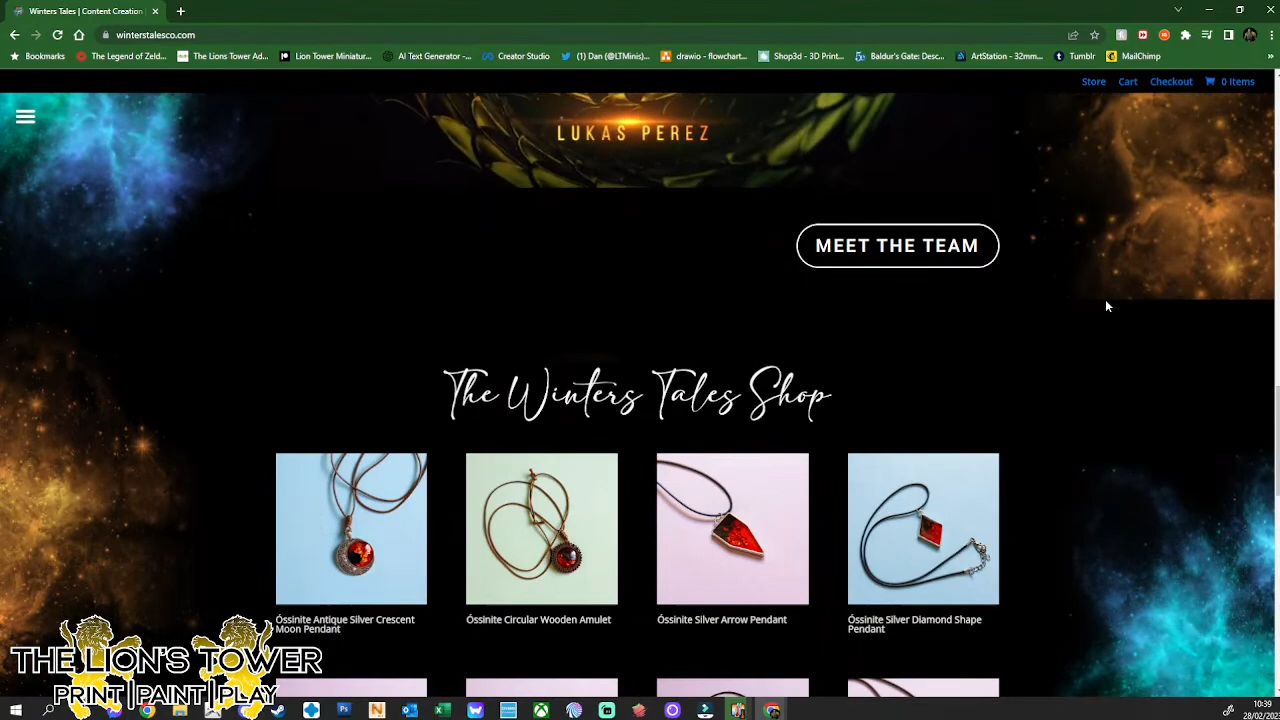 Winters Tales | Content Creation
winterstalesco.com
Bookmarks
The Legend of Zeld...
The Lions Tower Ad...
Lion Tower Miniatur...
AI Text Generator -...
Creator Studio
(1) Dan (@LTMinis)...
drawio - flowchart...
Shop3d - 3D Print...
Baldur's Gate: Desc...
ArtStation - 32mm...
Tumblr
MailChimp
»
Store
Cart
Checkout
0 Items
LUKAS PEREZ
MEET THE TEAM
The Winters Tales Shop
Óssinite Antique Silver Crescent
Moon Pendant
Óssinite Circular Wooden Amulet
Óssinite Silver Arrow Pendant
Óssinite Silver Diamond Shape
Pendant
THE LION'S TOWER
PRINT|PAINT|PLAY
10:39